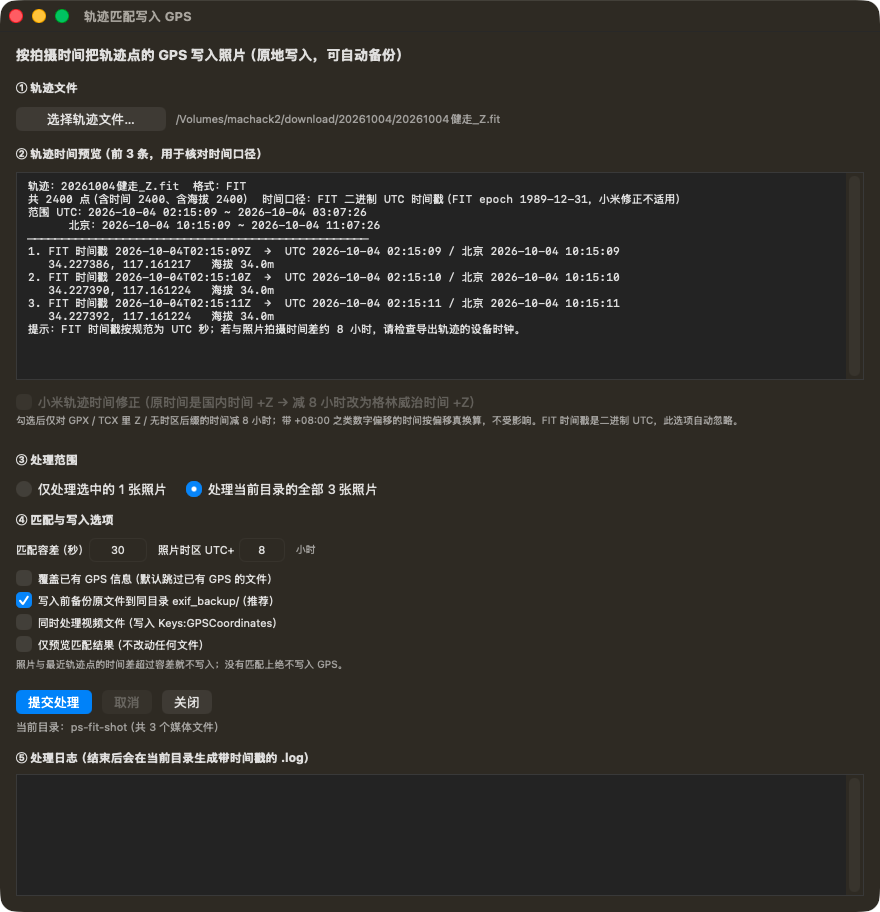 轨迹匹配写入 GPS
按拍摄时间把轨迹点的 GPS 写入照片（原地写入，可自动备份）
① 轨迹文件
选择轨迹文件... /Volumes/machack2/download/20261004/20261004健走_Z.fit
② 轨迹时间预览（前 3 条，用于核对时间口径）
轨迹: 20261004健走_Z.fit 格式: FIT
共 2400 点(含时间 2400、含海拔 2400) 时间口径: FIT 二进制 UTC 时间戳(FIT epoch 1989-12-31, 小米修正不适用)
范围 UTC: 2026-10-04 02:15:09 ~ 2026-10-04 03:07:26
北京: 2026-10-04 10:15:09 ~ 2026-10-04 11:07:26
1. FIT 时间戳 2026-10-04T02:15:09Z → UTC 2026-10-04 02:15:09 / 北京 2026-10-04 10:15:09
34.227386, 117.161217 海拔 34.0m
2. FIT 时间戳 2026-10-04T02:15:10Z → UTC 2026-10-04 02:15:10 / 北京 2026-10-04 10:15:10
34.227390, 117.161224 海拔 34.0m
3. FIT 时间戳 2026-10-04T02:15:11Z → UTC 2026-10-04 02:15:11 / 北京 2026-10-04 10:15:11
34.227392, 117.161224 海拔 34.0m
提示: FIT 时间戳按规范为 UTC 秒; 若与照片拍摄时间差约 8 小时, 请检查导出轨迹的设备时钟。
小米轨迹时间修正（原时间是国内时间 +Z → 减 8 小时改为格林威治时间 +Z）
勾选后仅对 GPX / TCX 里 Z / 无时区后缀的时间减 8 小时；带 +08:00 之类数字偏移的时间按偏移真换算，不受影响。FIT 时间戳是二进制 UTC，此选项自动忽略。
③ 处理范围
仅处理选中的 1 张照片 处理当前目录的全部 3 张照片
④ 匹配与写入选项
匹配容差（秒） 30 照片时区 UTC+ 8 小时
覆盖已有 GPS 信息（默认跳过已有 GPS 的文件）
写入前备份原文件到同目录 exif_backup/（推荐）
同时处理视频文件（写入 Keys:GPSCoordinates）
仅预览匹配结果（不改动任何文件）
照片与最近轨迹点的时间差超过容差就不写入；没有匹配上绝不写入 GPS。
提交处理 取消 关闭
当前目录：ps-fit-shot（共 3 个媒体文件）
⑤ 处理日志（结束后会在当前目录生成带时间戳的 .log）